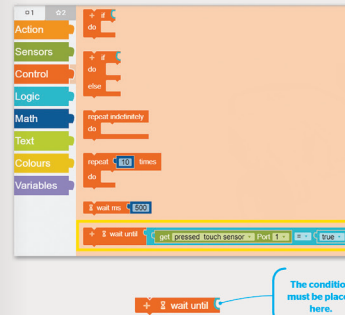 1 2
Action
Sensors
Control
Logic
Math
Text
Colours
Variables
+ if
do
+ if
do
else
repeat indefinitely
do
repeat 10 times
do
wait ms 500
+ wait until get pressed touch sensor Port 1 = true
+ wait until
The conditio
must be place
here.